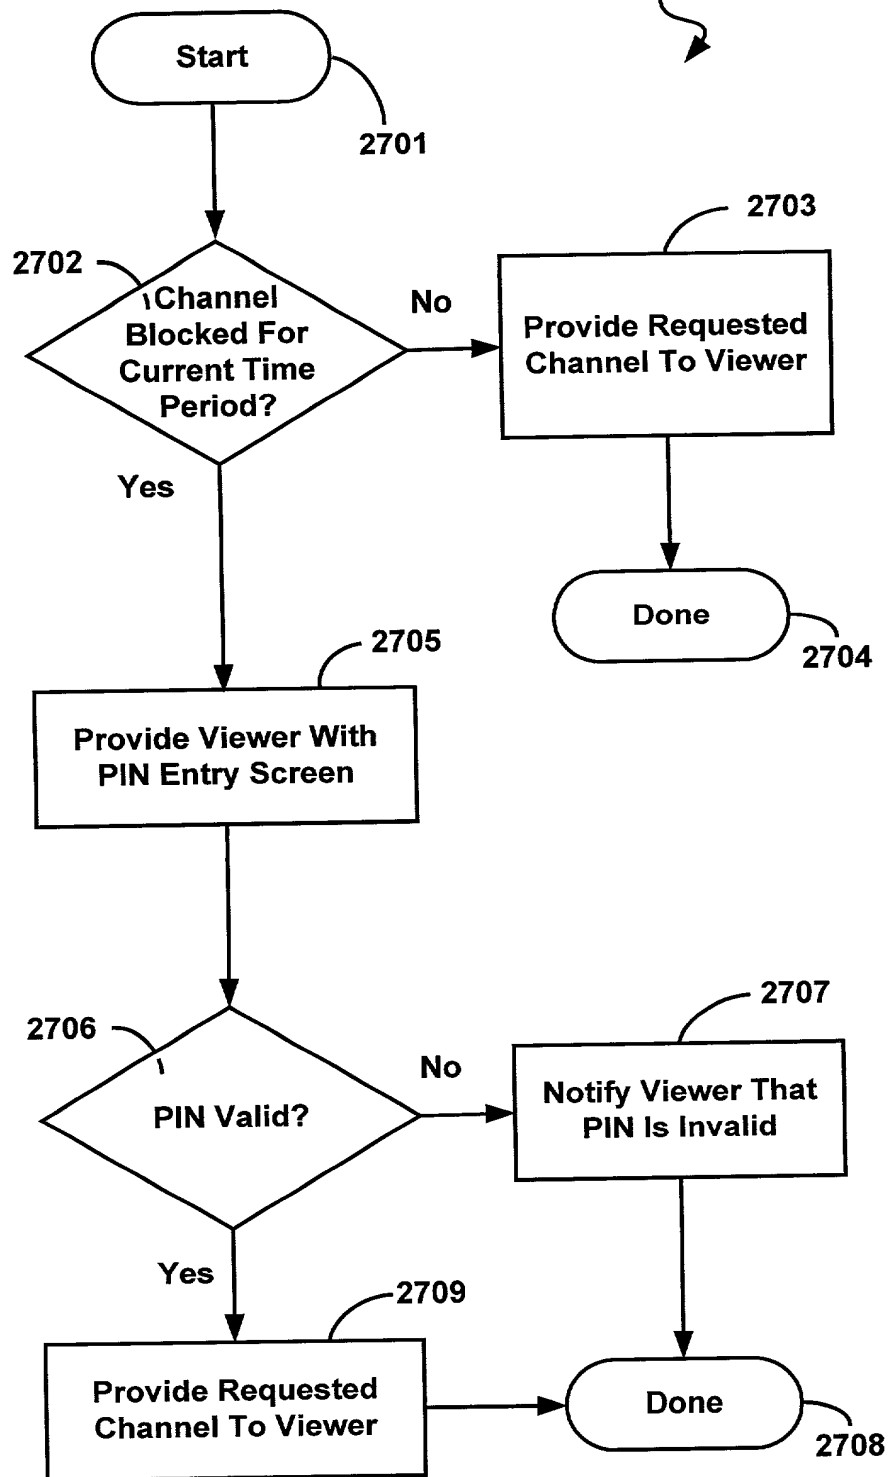 Start
2701
2703
2702
Channel
Blocked For
Current Time
Period?
No
Provide Requested
Channel To Viewer
Yes
Done
2704
2705
Provide Viewer With
PIN Entry Screen
2707
2706
No
PIN Valid?
Notify Viewer That
PIN Is Invalid
Yes
2709
Provide Requested
Channel To Viewer
Done
2708